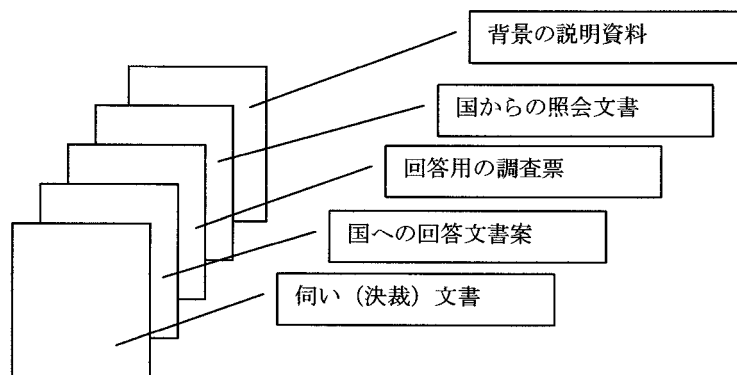 背景の説明資料
国からの照会文書
回答用の調査票
国への回答文書案
伺い（決裁）文書